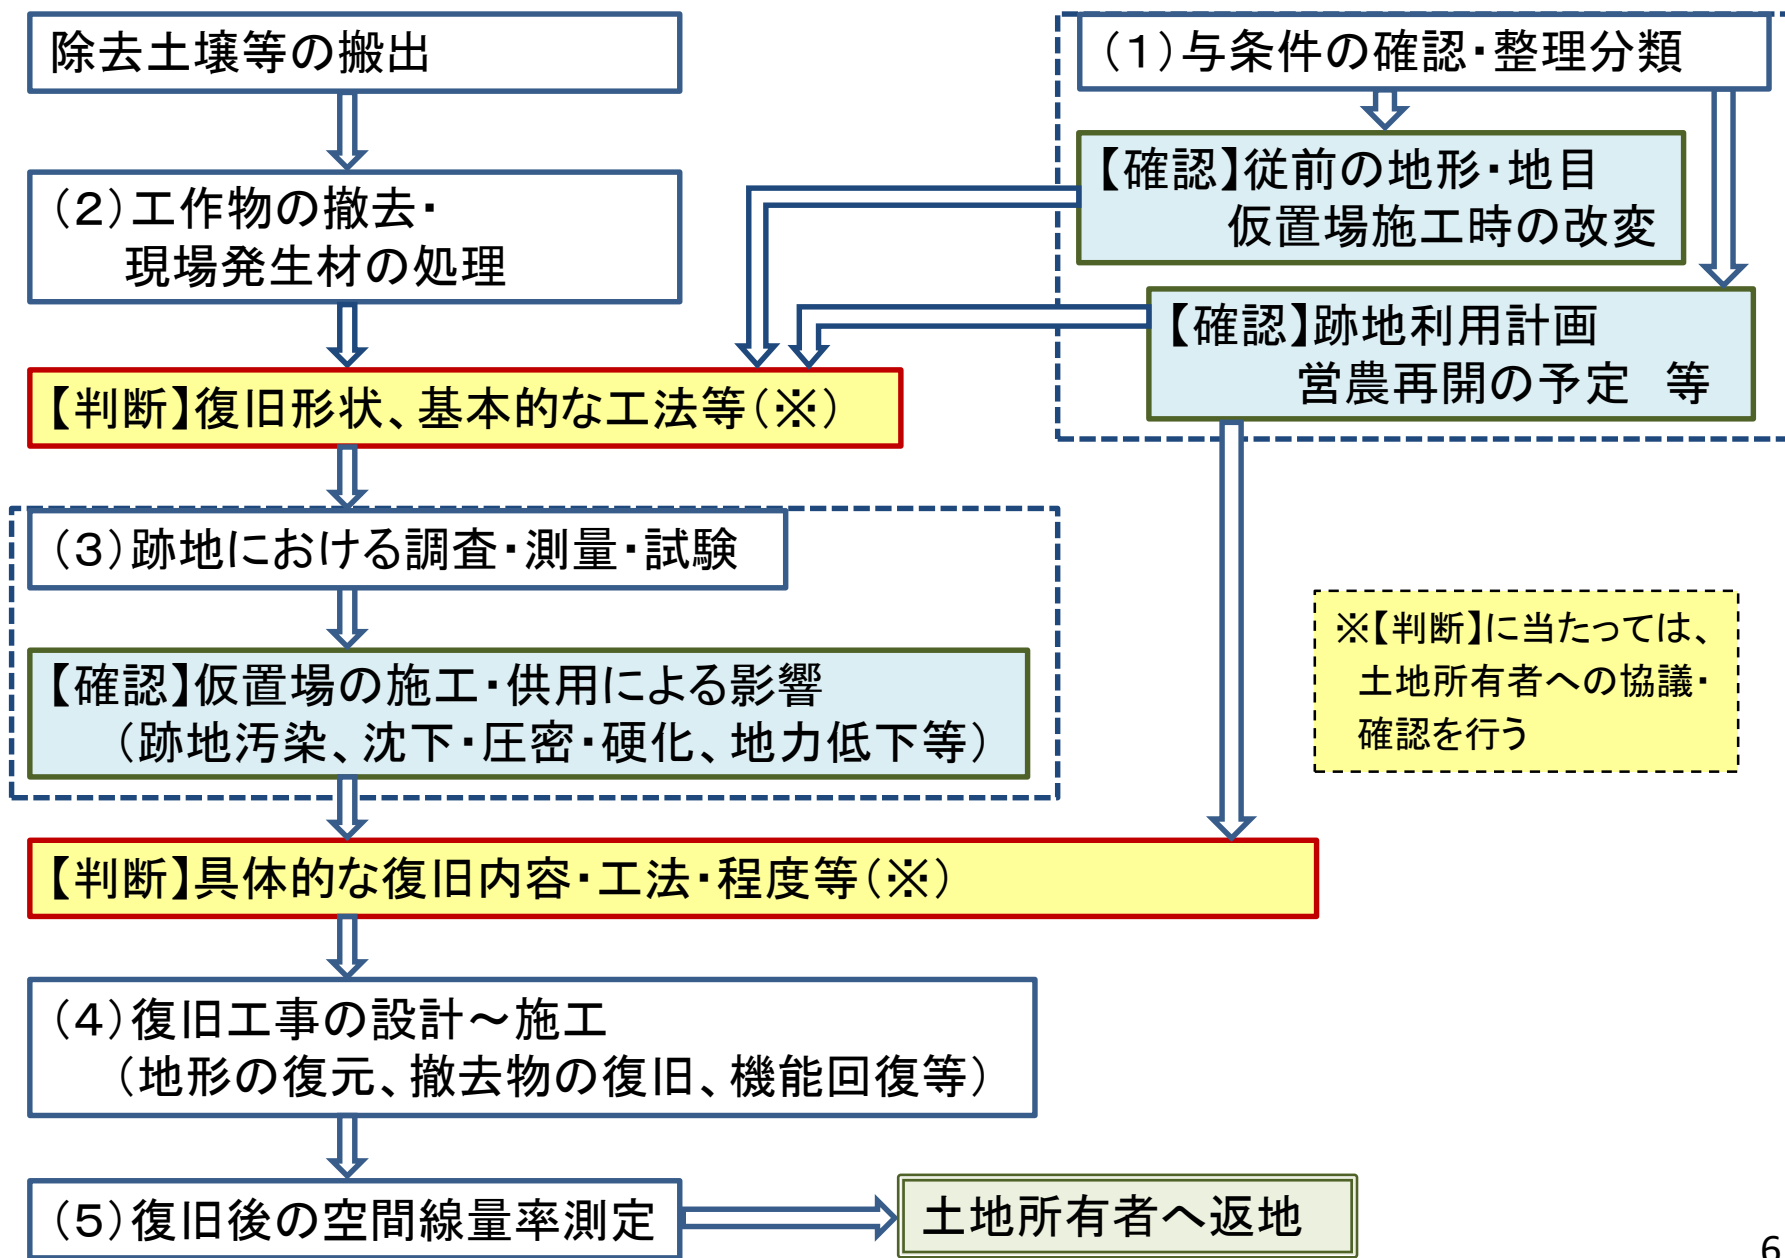 除去土壌等の搬出
(1)与条件の確認・整理分類
【確認】従前の地形・地目
仮置場施工時の改変
(2)工作物の撤去・
現場発生材の処理
【確認】跡地利用計画
営農再開の予定　等
【判断】復旧形状、基本的な工法等(※)
(3)跡地における調査・測量・試験
【確認】仮置場の施工・供用による影響
(跡地汚染、沈下・圧密・硬化、地力低下等)
※【判断】に当たっては、
土地所有者への協議・
確認を行う
【判断】具体的な復旧内容・工法・程度等(※)
(4)復旧工事の設計～施工
(地形の復元、撤去物の復旧、機能回復等)
(5)復旧後の空間線量率測定
土地所有者へ返地
6